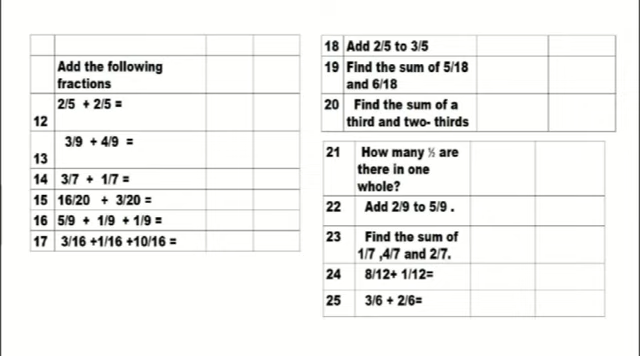 Add the following
fractions
2/5 + 2/5 =
12
3/9 + 4/9 =
13
14 3/7 + 1/7 =
15 16/20 + 3/20 =
16 5/9 + 1/9 + 1/9 =
17 3/16 +1/16 +10/16 =
18 Add 2/5 to 3/5
19 Find the sum of 5/18
and 6/18
20 Find the sum of a
third and two- thirds
21 How many ½ are
there in one
whole?
22 Add 2/9 to 5/9 .
23 Find the sum of
1/7 ,4/7 and 2/7.
24 8/12+ 1/12=
25 3/6 + 2/6=